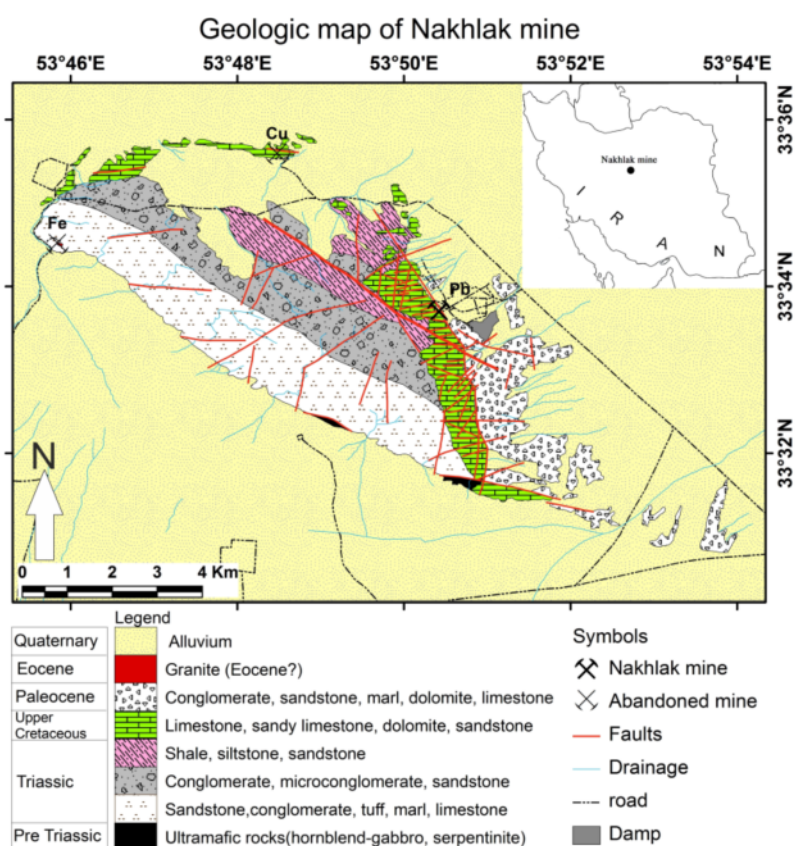 Geologic map of Nakhlak mine
53°46'E 53°48'E 53°50'E 53°52'E 53°54'E
33°36'N
33°34'N
33°32'N
Cu
Fe
Pb
Nakhlak mine
I R A N
N
0 1 2 3 4 Km
Legend
Quaternary Alluvium
Eocene Granite (Eocene?)
Paleocene Conglomerate, sandstone, marl, dolomite, limestone
Upper Cretaceous Limestone, sandy limestone, dolomite, sandstone
Triassic
Shale, siltstone, sandstone
Conglomerate, microconglomerate, sandstone
Sandstone,conglomerate, tuff, marl, limestone
Pre Triassic Ultramafic rocks(hornblend-gabbro, serpentinite)
Symbols
Nakhlak mine
Abandoned mine
Faults
Drainage
road
Damp